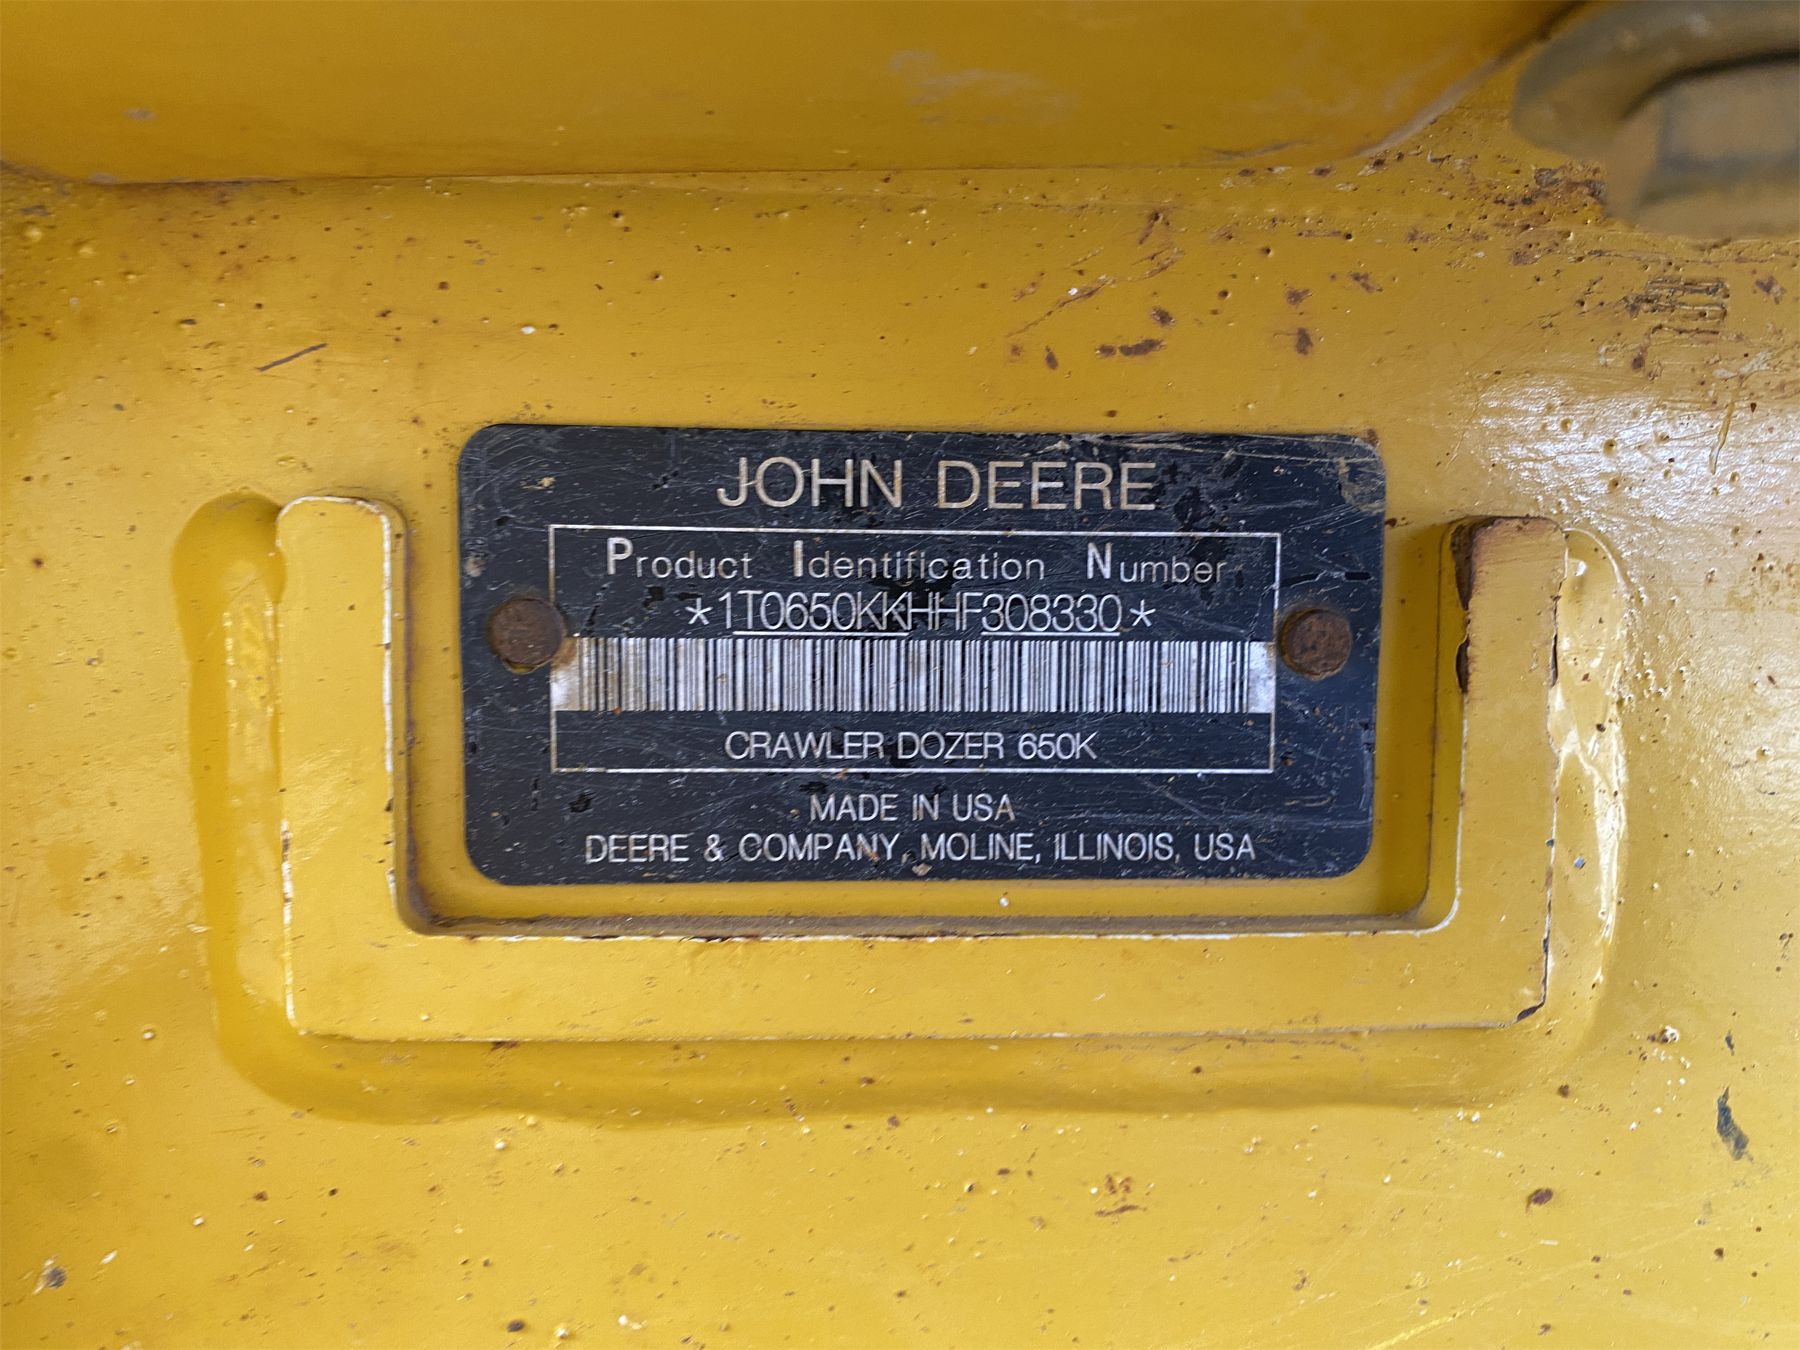 JOHN DEERE
Product Identification Number
*1T0650KKHHF308330*
CRAWLER DOZER 650K
MADE IN USA
DEERE & COMPANY, MOLINE, ILLINOIS, USA